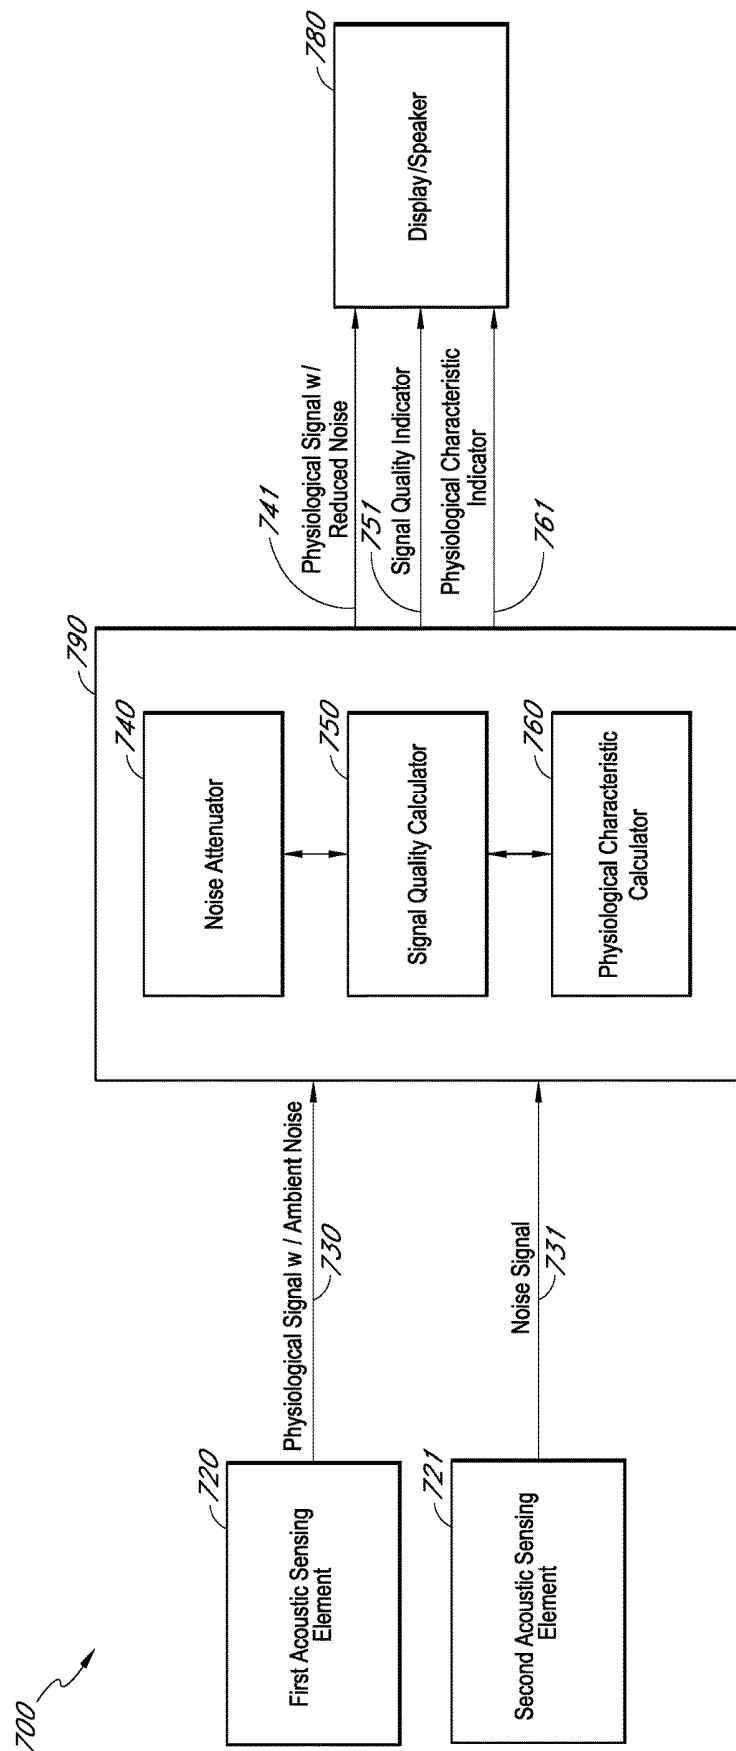 700
720
First Acoustic Sensing
Element
721
Second Acoustic Sensing
Element
Physiological Signal w / Ambient Noise
730
Noise Signal
731
790
740
Noise Attenuator
750
Signal Quality Calculator
760
Physiological Characteristic
Calculator
Physiological Signal w/
Reduced Noise
741
Signal Quality Indicator
751
Physiological Characteristic
Indicator
761
780
Display/Speaker